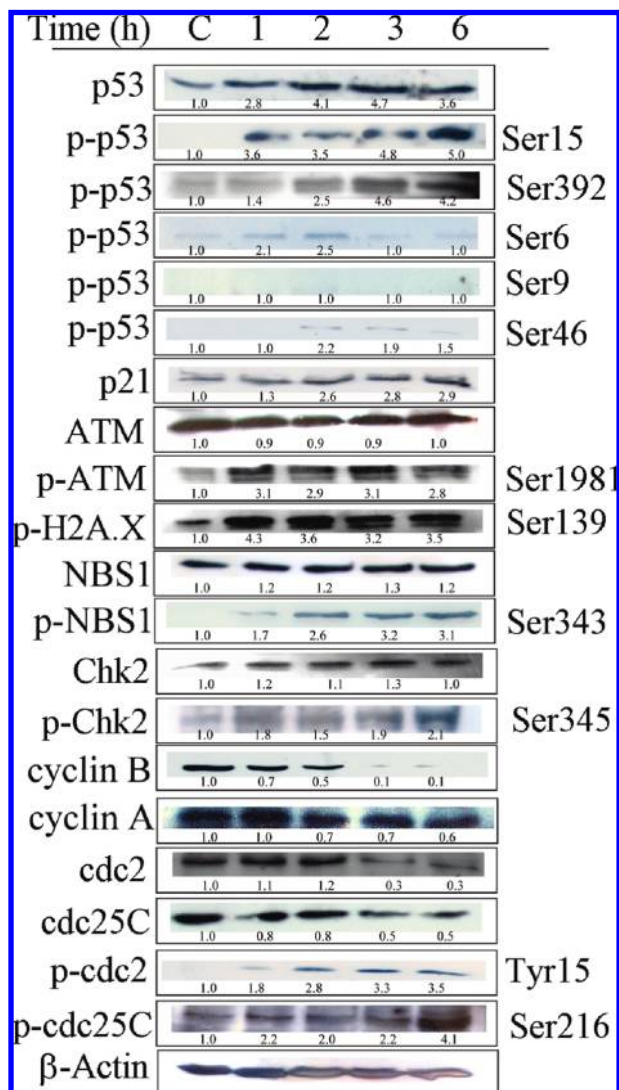 Time (h) C 1 2 3 6
p53
1.0 2.8 4.1 4.7 3.6
p-p53 Ser15
1.0 3.6 3.5 4.8 5.0
p-p53 Ser392
1.0 1.4 2.5 4.6 4.2
p-p53 Ser6
1.0 2.1 2.5 1.0 1.0
p-p53 Ser9
1.0 1.0 1.0 1.0 1.0
p-p53 Ser46
1.0 1.0 2.2 1.9 1.5
p21
1.0 1.3 2.6 2.8 2.9
ATM
1.0 0.9 0.9 0.9 1.0
p-ATM Ser1981
1.0 3.1 2.9 3.1 2.8
p-H2A.X Ser139
1.0 4.3 3.6 3.2 3.5
NBS1
1.0 1.2 1.2 1.3 1.2
p-NBS1 Ser343
1.0 1.7 2.6 3.2 3.1
Chk2
1.0 1.2 1.1 1.3 1.0
p-Chk2 Ser345
1.0 1.8 1.5 1.9 2.1
cyclin B
1.0 0.7 0.5 0.1 0.1
cyclin A
1.0 1.0 0.7 0.7 0.6
cdc2
1.0 1.1 1.2 0.3 0.3
cdc25C
1.0 0.8 0.8 0.5 0.5
p-cdc2 Tyr15
1.0 1.8 2.8 3.3 3.5
p-cdc25C Ser216
1.0 2.2 2.0 2.2 4.1
β-Actin